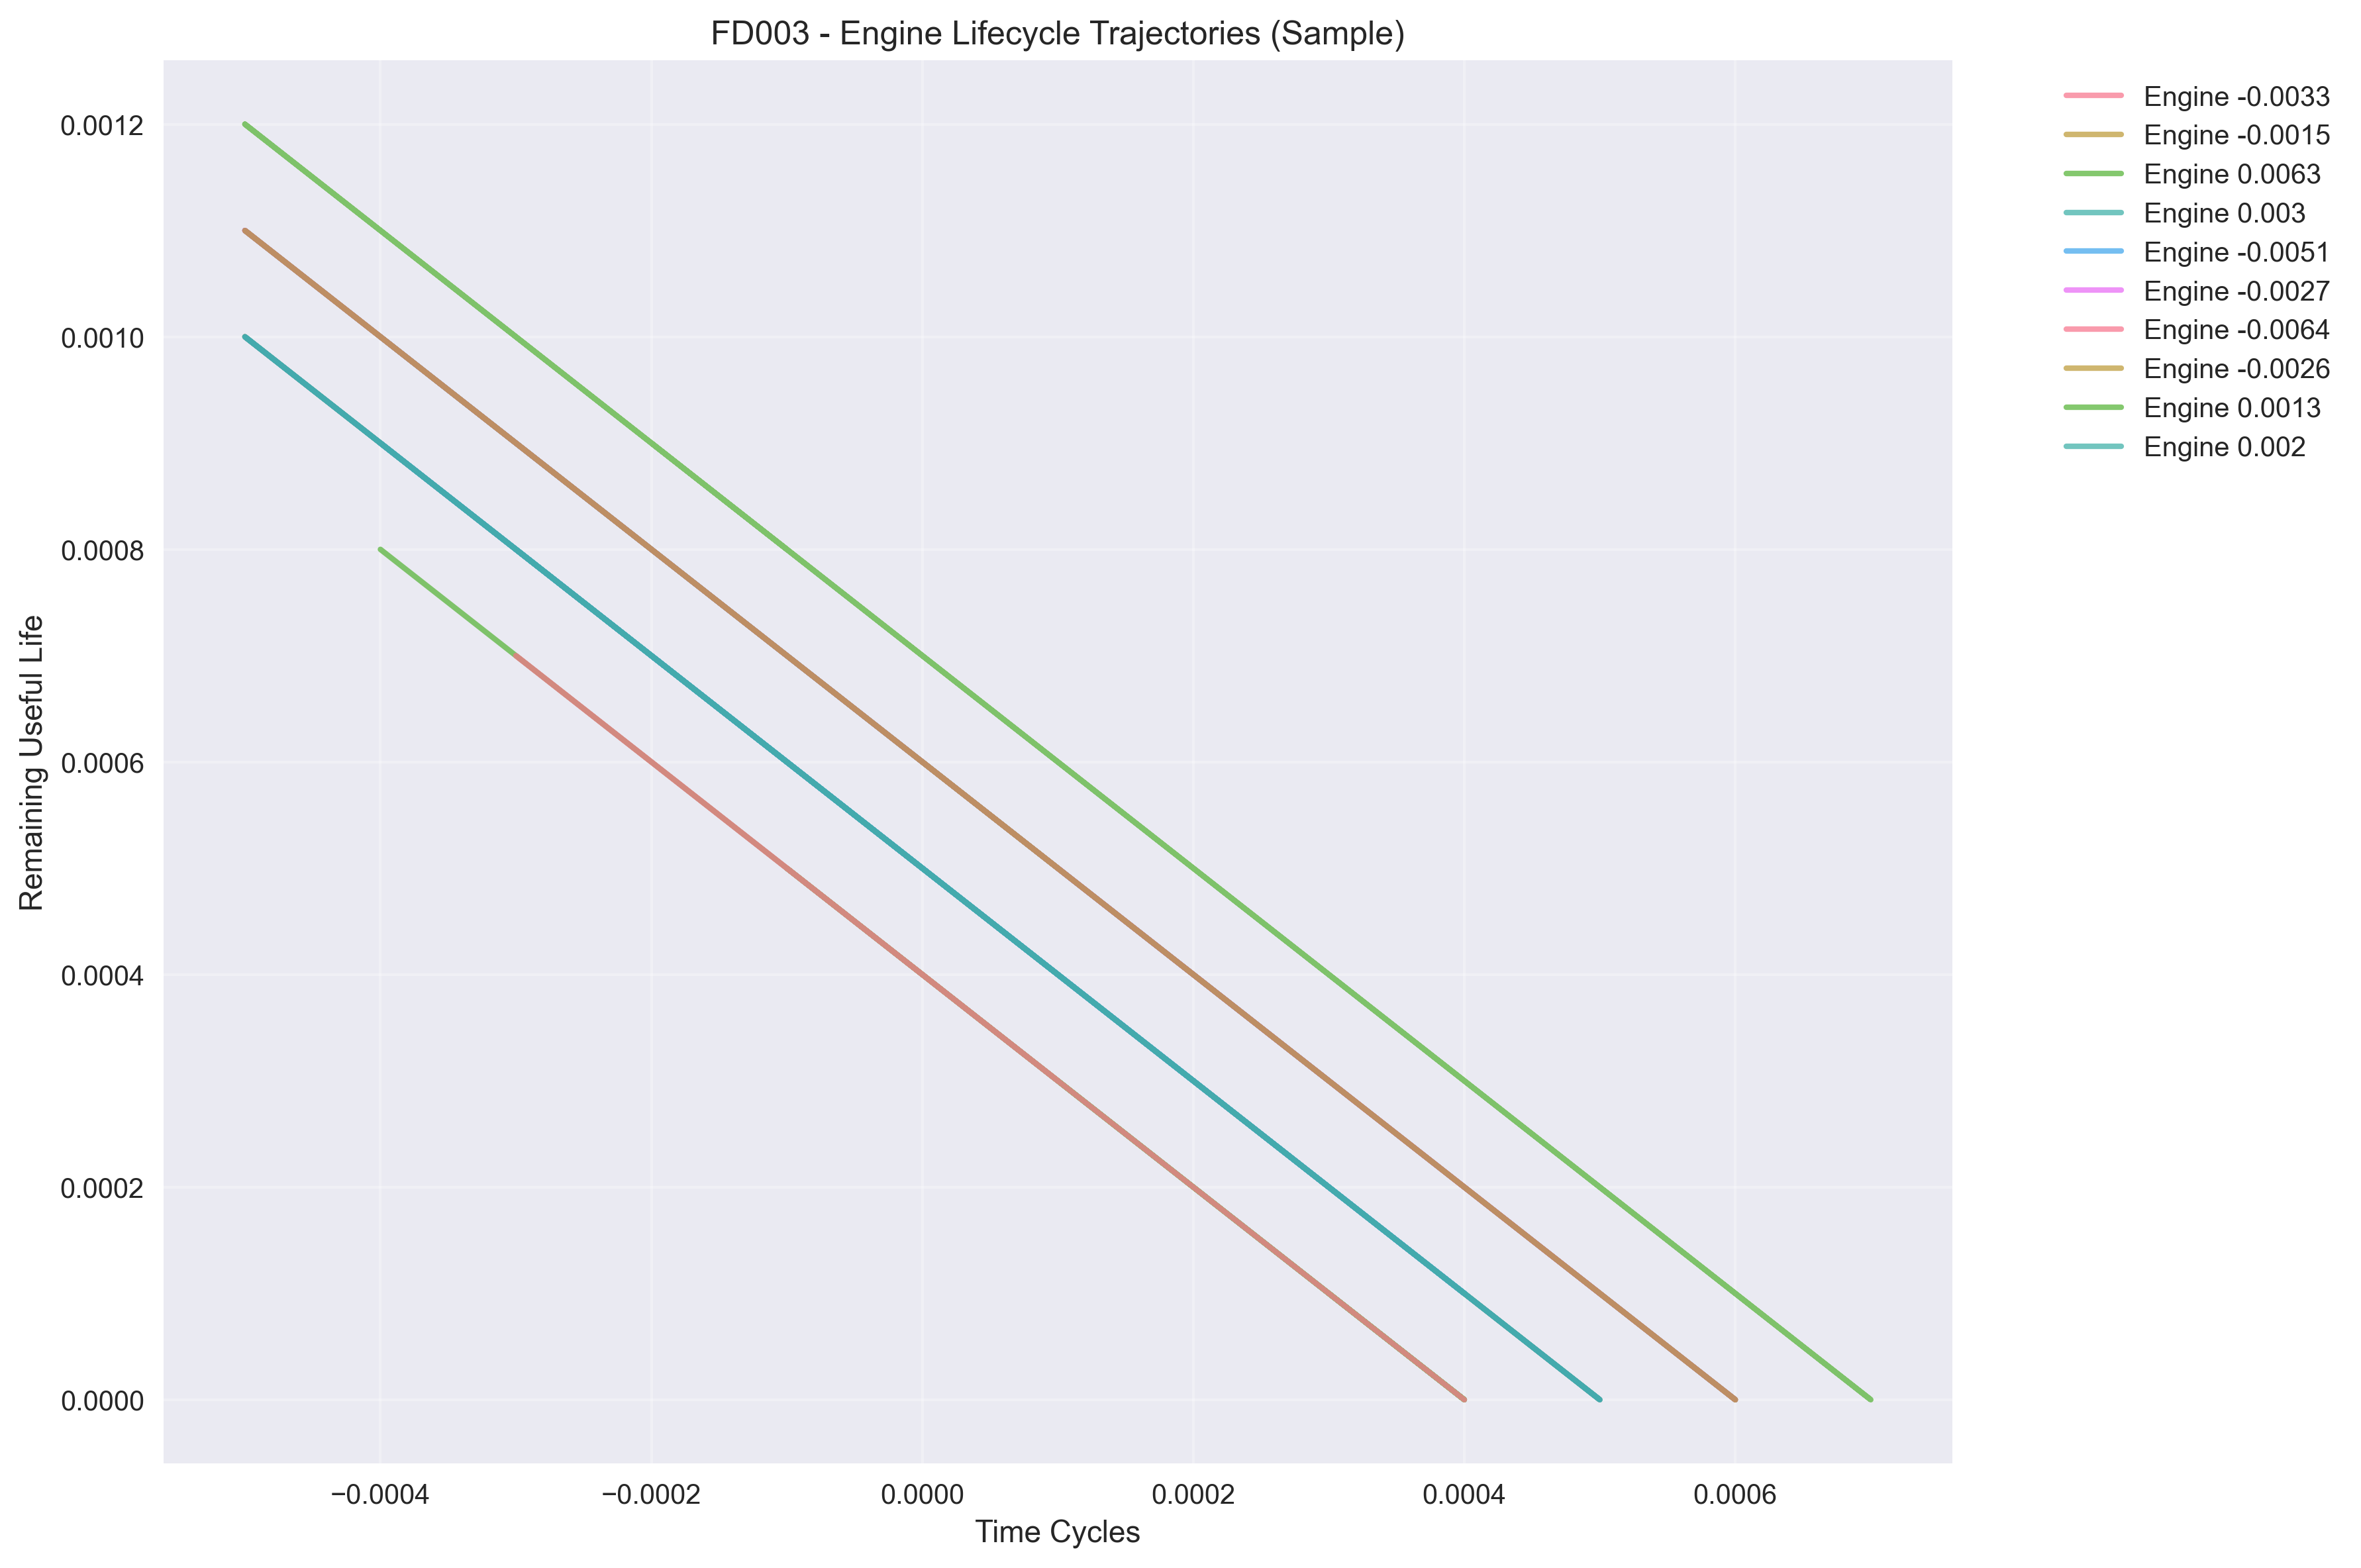 FD003 - Engine Lifecycle Trajectories (Sample)
Engine -0.0033
Engine -0.0015
Engine 0.0063
Engine 0.003
Engine -0.0051
Engine -0.0027
Engine -0.0064
Engine -0.0026
Engine 0.0013
Engine 0.002
Remaining Useful Life
0.0012
0.0010
0.0008
0.0006
0.0004
0.0002
0.0000
−0.0004 −0.0002 0.0000 0.0002 0.0004 0.0006
Time Cycles